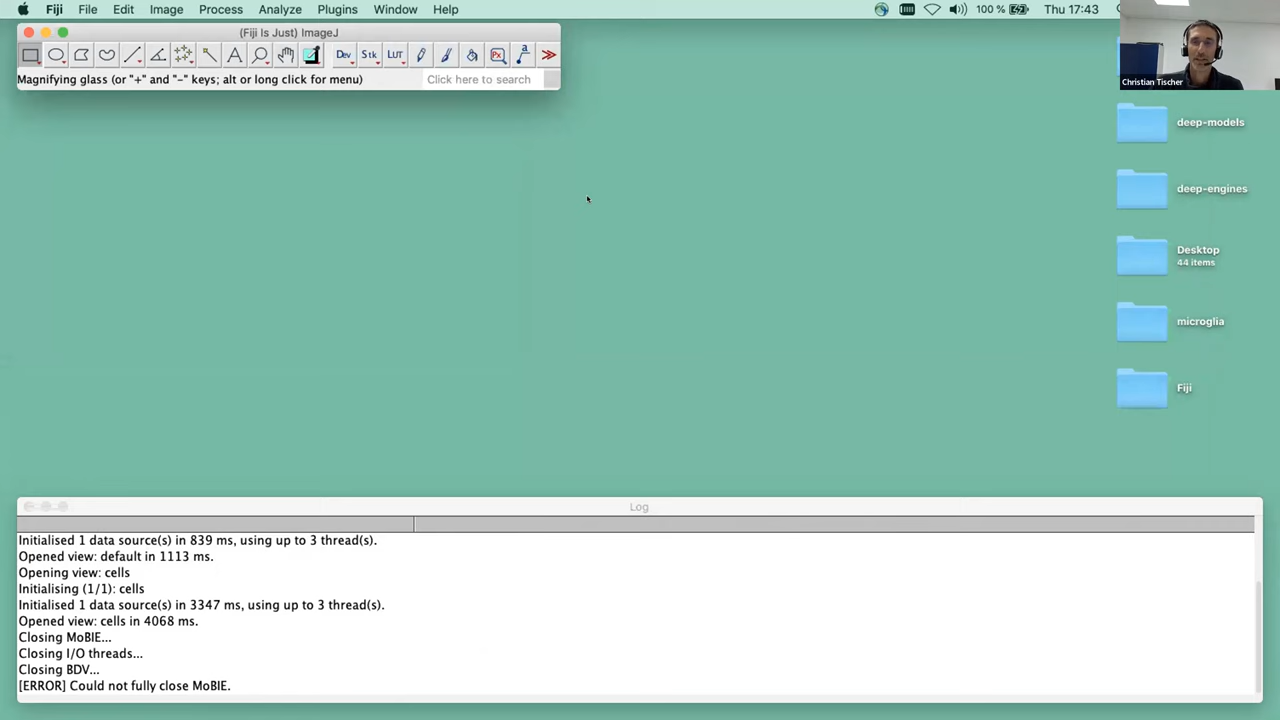 Fiji File Edit Image Process Analyze Plugins Window Help
100 % Thu 17:43
(Fiji Is Just) ImageJ
Dev Stk LUT Px a
Magnifying glass (or "+" and "-" keys; alt or long click for menu)
Click here to search
Christian Tischer
deep-models
deep-engines
Desktop
44 items
microglia
Fiji
Log
Initialised 1 data source(s) in 839 ms, using up to 3 thread(s).
Opened view: default in 1113 ms.
Opening view: cells
Initialising (1/1): cells
Initialised 1 data source(s) in 3347 ms, using up to 3 thread(s).
Opened view: cells in 4068 ms.
Closing MoBIE...
Closing I/O threads...
Closing BDV...
[ERROR] Could not fully close MoBIE.